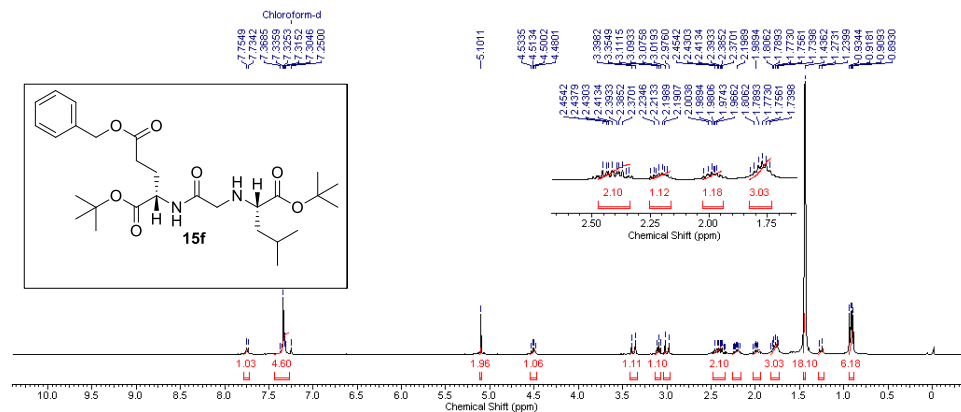 Chloroform-d
7.7549
7.7342
7.3685
7.3359
7.3253
7.3152
7.3046
7.2500
5.1011
4.5335
4.5134
4.5002
4.4801
3.3982
3.3549
3.1115
3.0933
3.0758
3.0193
2.9760
2.4542
2.4303
2.4134
2.3933
2.3852
2.3701
2.1989
1.9894
1.8062
1.7893
1.7730
1.7561
1.7398
1.4362
1.2731
1.2399
0.9344
0.9181
0.9093
0.8930
2.4542
2.4379
2.4303
2.4134
2.3933
2.3852
2.3701
2.2346
2.2133
2.1989
2.1907
2.0038
1.9894
1.9806
1.9743
1.9662
1.8062
1.7893
1.7730
1.7561
1.7398
O
O
O
O
H
N
O
O
O
H
N
H
H
O
15f
2.10 1.12 1.18 3.03
2.50 2.25 2.00 1.75
Chemical Shift (ppm)
1.03 4.60 1.96 1.06 1.11 1.10 2.10 3.03 18.10 6.18
10.0 9.5 9.0 8.5 8.0 7.5 7.0 6.5 6.0 5.5 5.0 4.5 4.0 3.5 3.0 2.5 2.0 1.5 1.0 0.5 0
Chemical Shift (ppm)